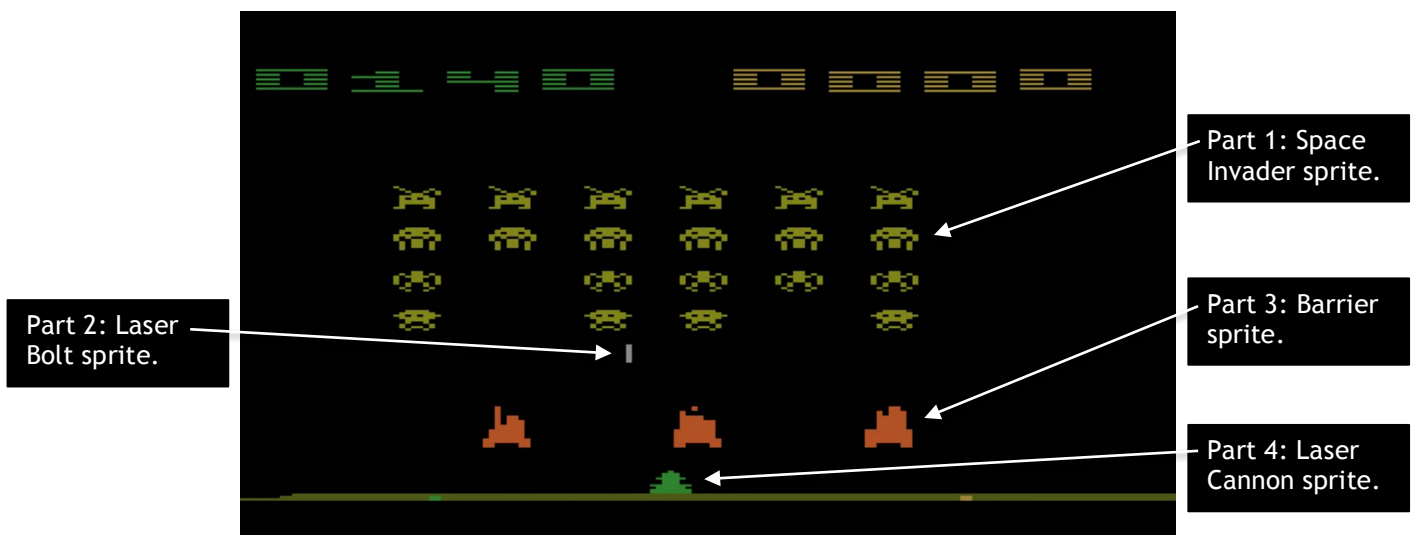 0140 0000
Part 1: Space
Invader sprite.
Part 2: Laser
Bolt sprite.
Part 3: Barrier
sprite.
Part 4: Laser
Cannon sprite.